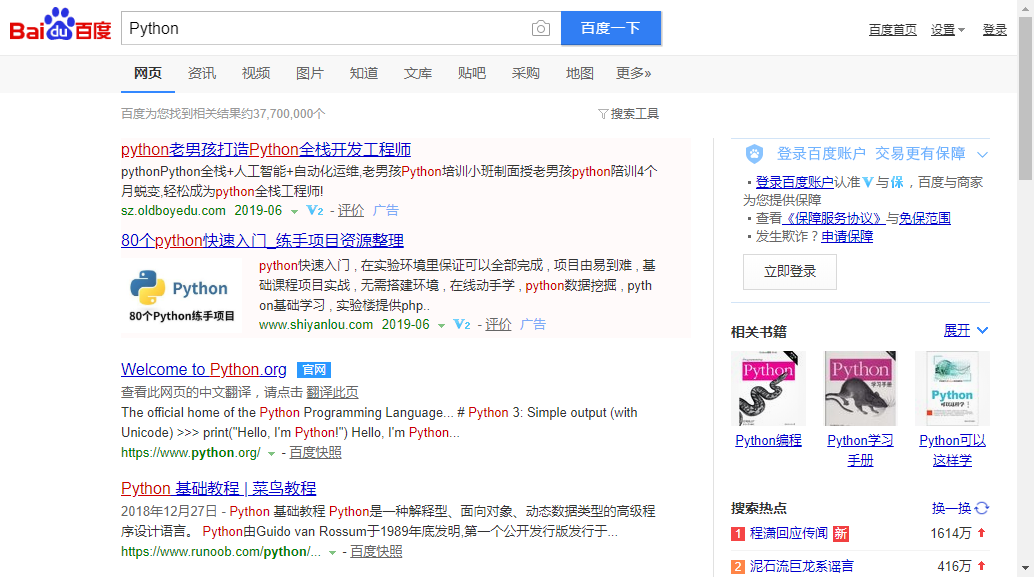 Bai du 百度
Python
百度一下
百度首页 设置 登录
网页 资讯 视频 图片 知道 文库 贴吧 采购 地图 更多»
百度为您找到相关结果约37,700,000个
搜索工具
python老男孩打造Python全栈开发工程师
pythonPython全栈+人工智能+自动化运维,老男孩Python培训小班制面授老男孩python陪训4个
月蜕变,轻松成为python全栈工程师!
sz.oldboyedu.com 2019-06 V2 - 评价 广告
80个python快速入门_练手项目资源整理
Python
80个Python练手项目
python快速入门，在实验环境里保证可以全部完成，项目由易到难，基
础课程项目实战，无需搭建环境，在线动手学，python数据挖掘，pyth
on基础学习，实验楼提供php..
www.shiyanlou.com 2019-06 V2 - 评价 广告
Welcome to Python.org 官网
查看此网页的中文翻译，请点击 翻译此页
The official home of the Python Programming Language... # Python 3: Simple output (with
Unicode) >>> print("Hello, I'm Python!") Hello, I'm Python...
https://www.python.org/ - 百度快照
Python 基础教程 | 菜鸟教程
2018年12月27日 - Python 基础教程 Python是一种解释型、面向对象、动态数据类型的高级程
序设计语言。 Python由Guido van Rossum于1989年底发明,第一个公开发行版发行于...
https://www.runoob.com/python/... - 百度快照
登录百度账户 交易更有保障
▪登录百度账户认准V与保，百度与商家
为您提供保障
▪查看《保障服务协议》与免保范围
▪发生欺诈？申请保障
立即登录
相关书籍
展开
Python
Python
学习手册
Python
可以这样学
Python编程
Python学习
手册
Python可以
这样学
搜索热点
换一换
1 程潇回应传闻 新 1614万
2 泥石流巨龙系谣言 416万